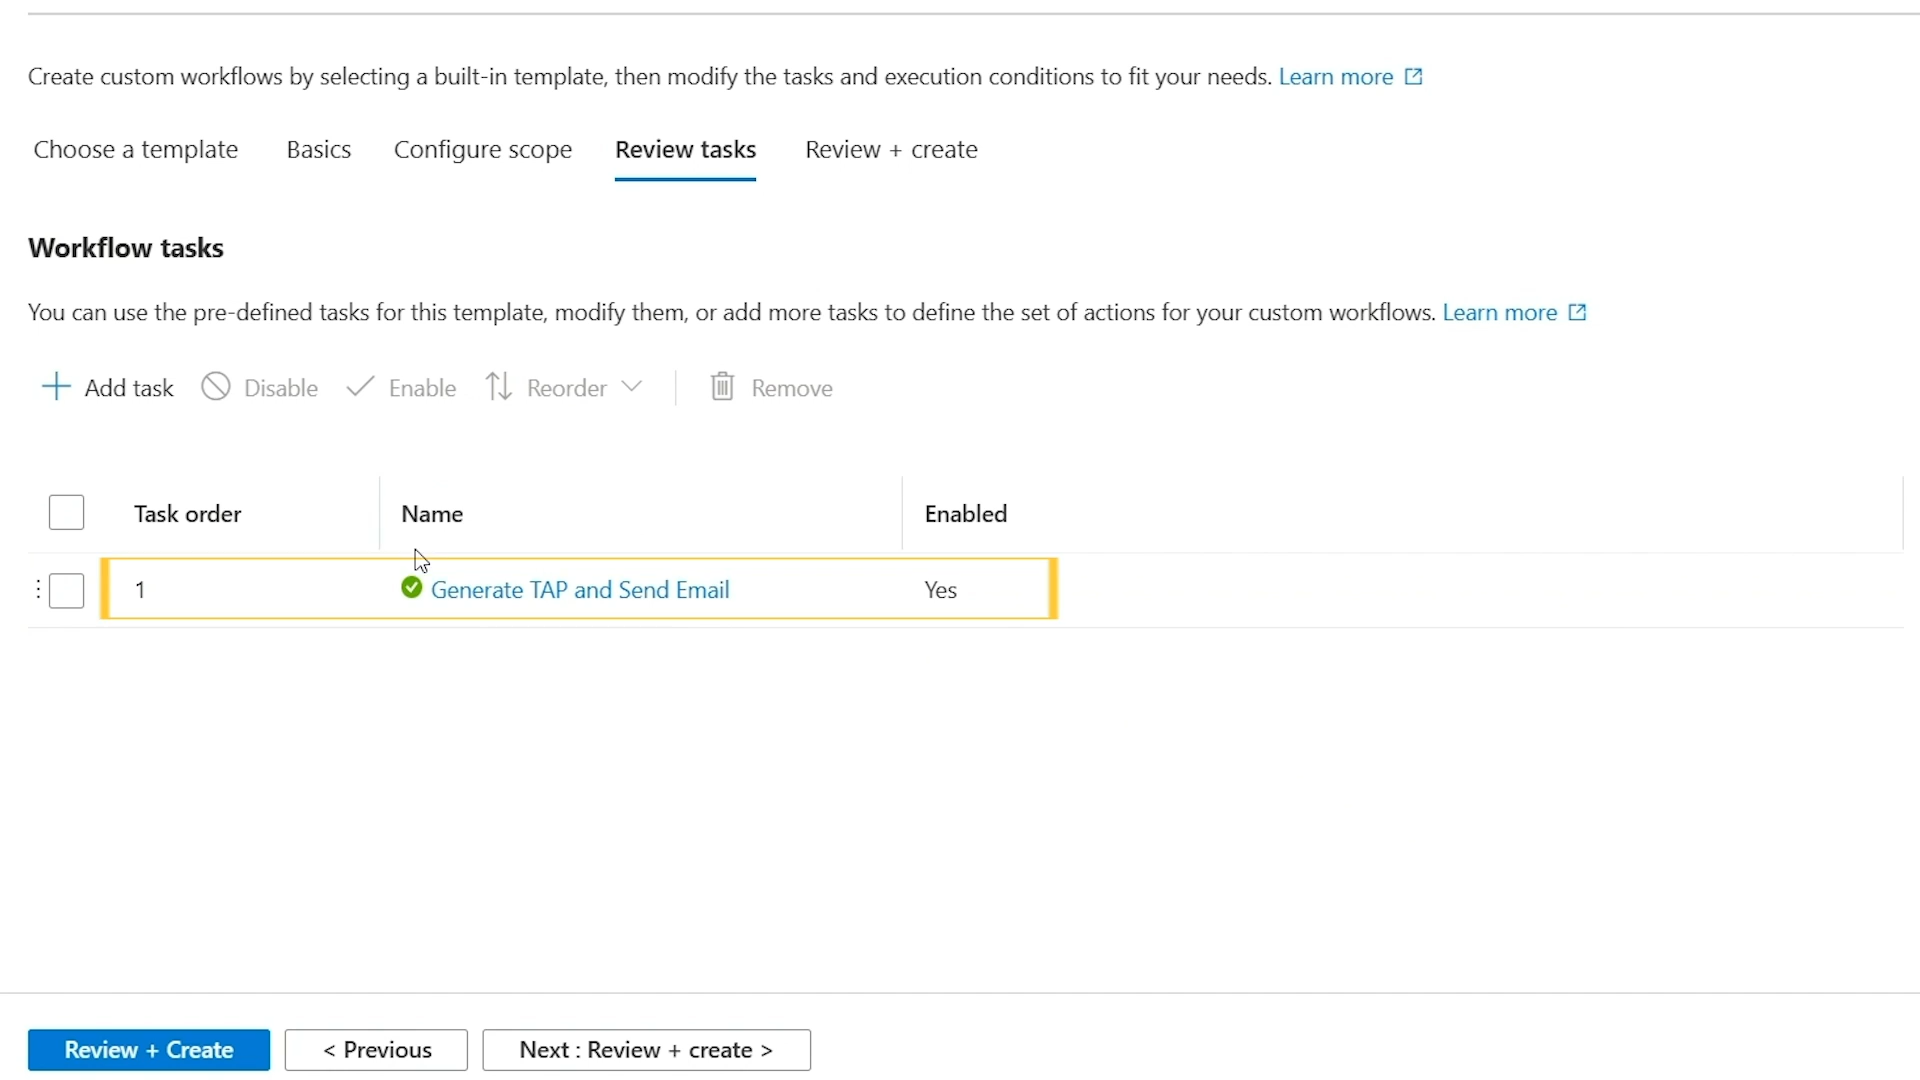 Create custom workflows by selecting a built-in template, then modify the tasks and execution conditions to fit your needs. Learn more
Choose a template Basics Configure scope Review tasks Review + create
Workflow tasks
You can use the pre-defined tasks for this template, modify them, or add more tasks to define the set of actions for your custom workflows. Learn more
Add task Disable Enable Reorder Remove
Task order Name Enabled
1 Generate TAP and Send Email Yes
Review + Create < Previous Next : Review + create >